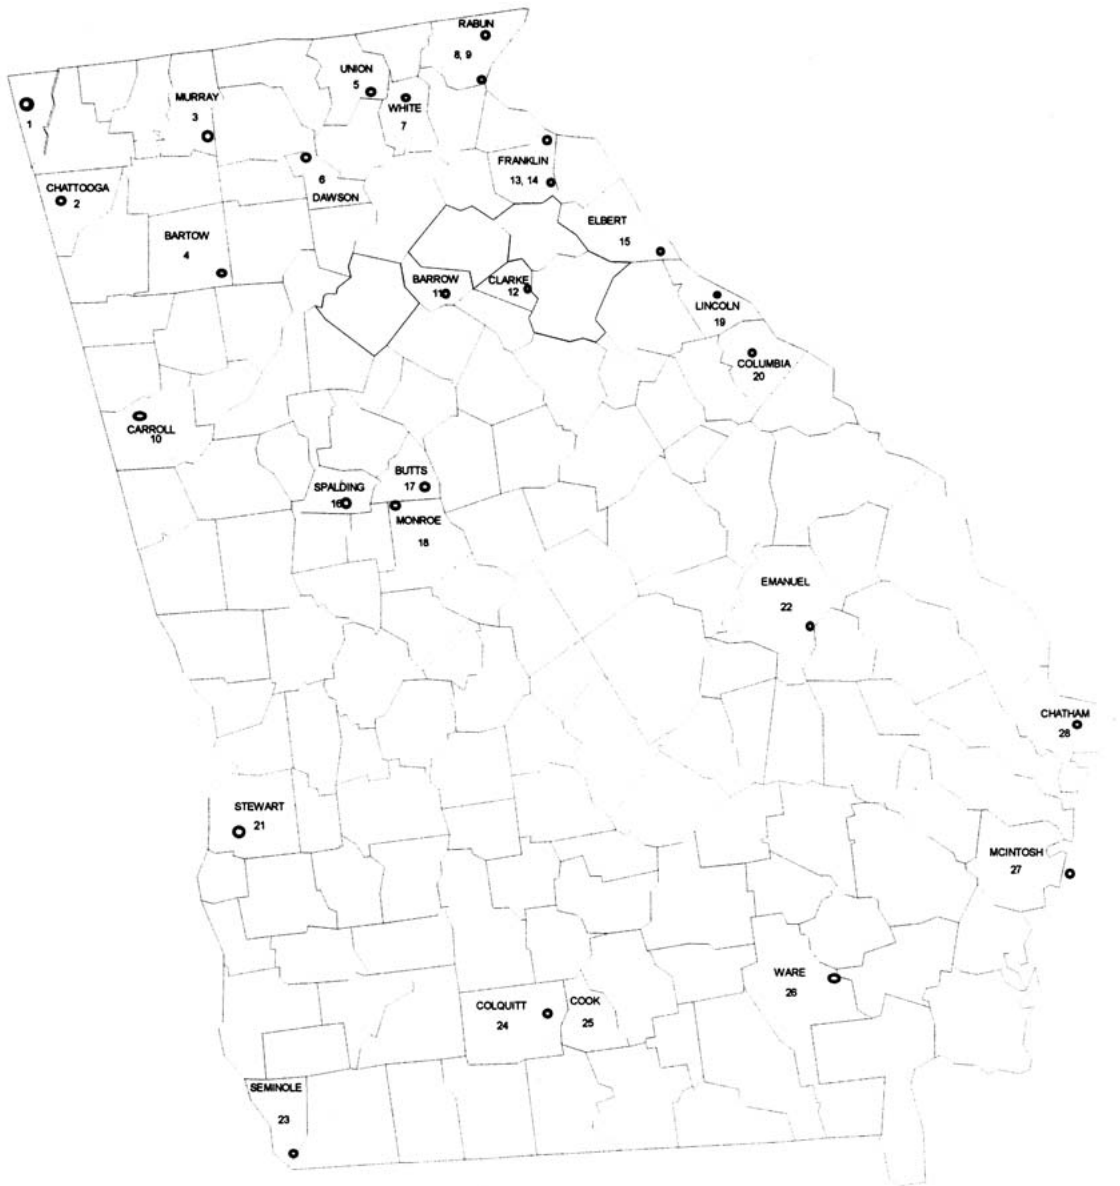 RABUN
8, 9
UNION
5
MURRAY
3
WHITE
7
1
FRANKLIN
13, 14
6
DAWSON
CHATTOOGA
2
ELBERT
15
BARTOW
4
BARROW
11
CLARKE
12
LINCOLN
19
COLUMBIA
20
CARROLL
10
BUTTS
17
SPALDING
16
MONROE
18
EMANUEL
22
CHATHAM
28
STEWART
21
MCINTOSH
27
WARE
26
COLQUITT
24
COOK
25
SEMINOLE
23